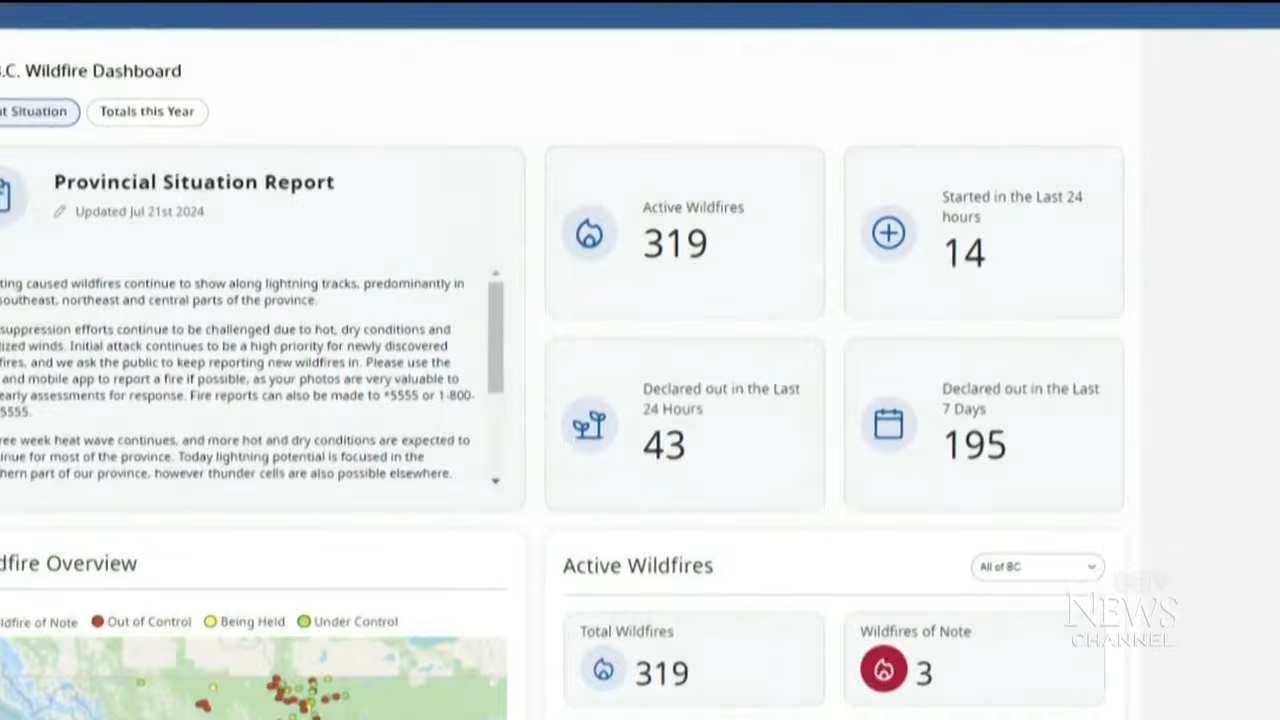 .C. Wildfire Dashboard
t Situation
Totals this Year
Provincial Situation Report
Updated Jul 21st 2024
ting caused wildfires continue to show along lightning tracks, predominantly in
southeast, northeast and central parts of the province.
suppression efforts continue to be challenged due to hot, dry conditions and
ized winds. Initial attack continues to be a high priority for newly discovered
fires, and we ask the public to keep reporting new wildfires in. Please use the
and mobile app to report a fire if possible, as your photos are very valuable to
early assessments for response. Fire reports can also be made to *5555 or 1-800-
5555.
ree week heat wave continues, and more hot and dry conditions are expected to
inue for most of the province. Today lightning potential is focused in the
hern part of our province, however thunder cells are also possible elsewhere.
Active Wildfires
319
Started in the Last 24
hours
14
Declared out in the Last
24 Hours
43
Declared out in the Last
7 Days
195
dfire Overview
ldfire of Note
Out of Control
Being Held
Under Control
Active Wildfires
All of BC
Total Wildfires
319
Wildfires of Note
3
CTV
NEWS
CHANNEL